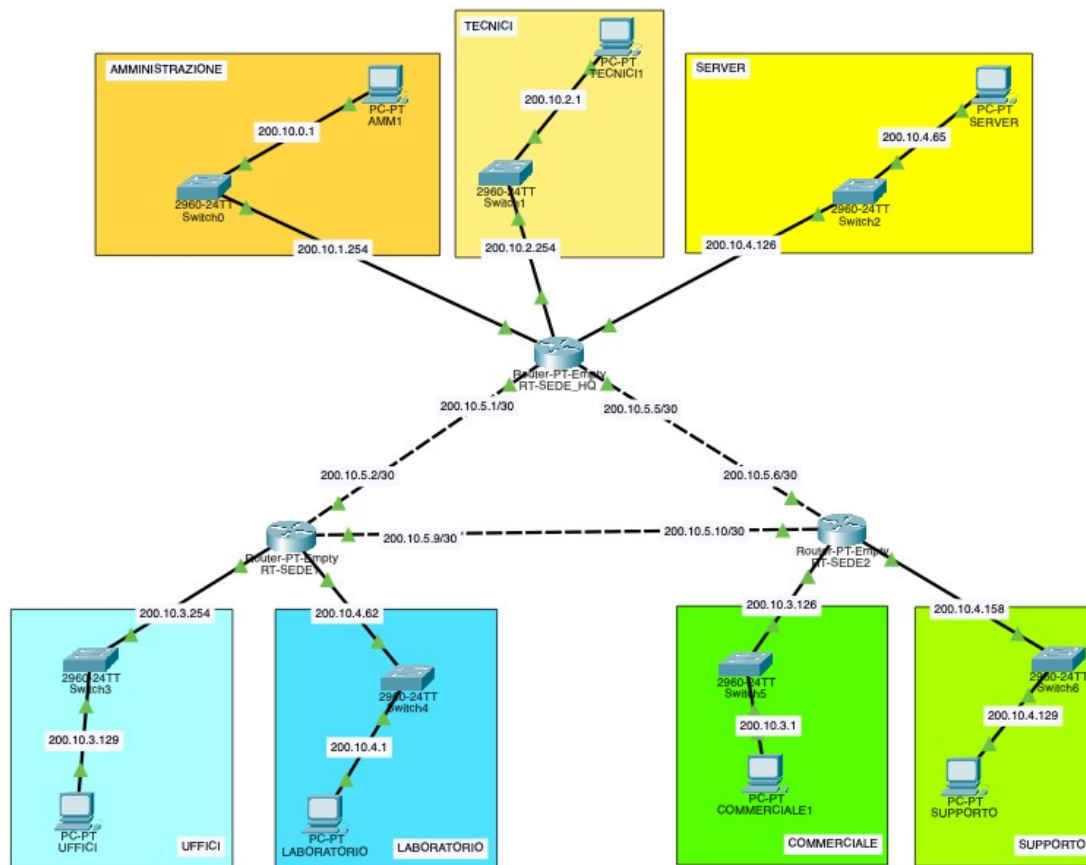 TECNICI
AMMINISTRAZIONE
SERVER
PC-PT
TECNICI1
PC-PT
AMM1
PC-PT
SERVER
200.10.0.1
200.10.2.1
200.10.4.65
2960-24TT
Switch0
2960-24TT
Switch1
2960-24TT
Switch2
200.10.1.254
200.10.2.254
200.10.4.126
Router-PT-Empty
RT-SEDE_HQ
200.10.5.1/30
200.10.5.5/30
200.10.5.2/30
200.10.5.6/30
200.10.5.9/30
200.10.5.10/30
Router-PT-Empty
RT-SEDE1
Router-PT-Empty
RT-SEDE2
200.10.3.254
200.10.4.62
200.10.3.126
200.10.4.158
2960-24TT
Switch3
2960-24TT
Switch4
2960-24TT
Switch5
2960-24TT
Switch6
200.10.3.129
200.10.4.1
200.10.3.1
200.10.4.129
PC-PT
UFFICI
PC-PT
LABORATORIO
PC-PT
COMMERCIALE1
PC-PT
SUPPORTO
UFFICI
LABORATORIO
COMMERCIALE
SUPPORTO